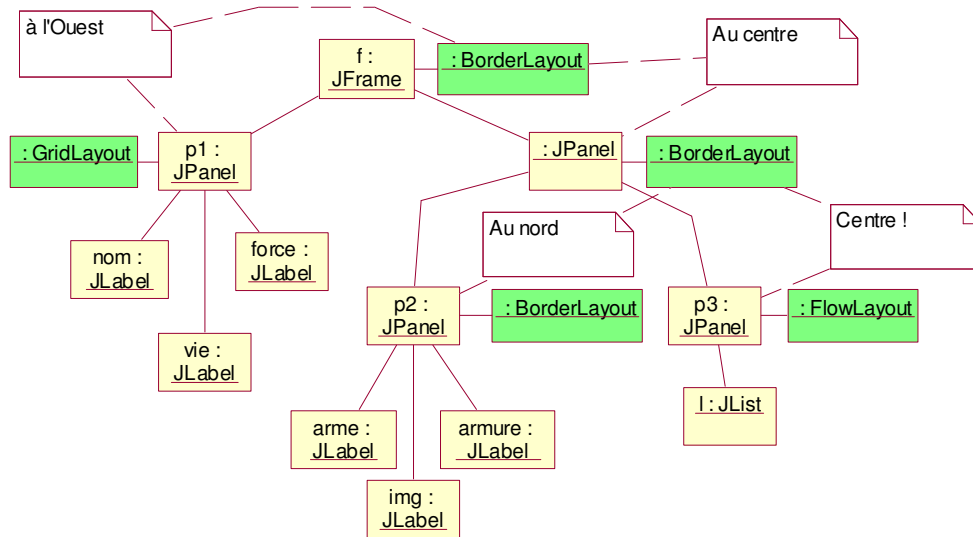 à l'Ouest
f :
JFrame
: BorderLayout
Au centre
: GridLayout
p1 :
JPanel
: JPanel
: BorderLayout
nom :
JLabel
force :
JLabel
Au nord
Centre !
vie :
JLabel
p2 :
JPanel
: BorderLayout
p3 :
JPanel
: FlowLayout
arme :
JLabel
armure :
JLabel
l : JList
img :
JLabel